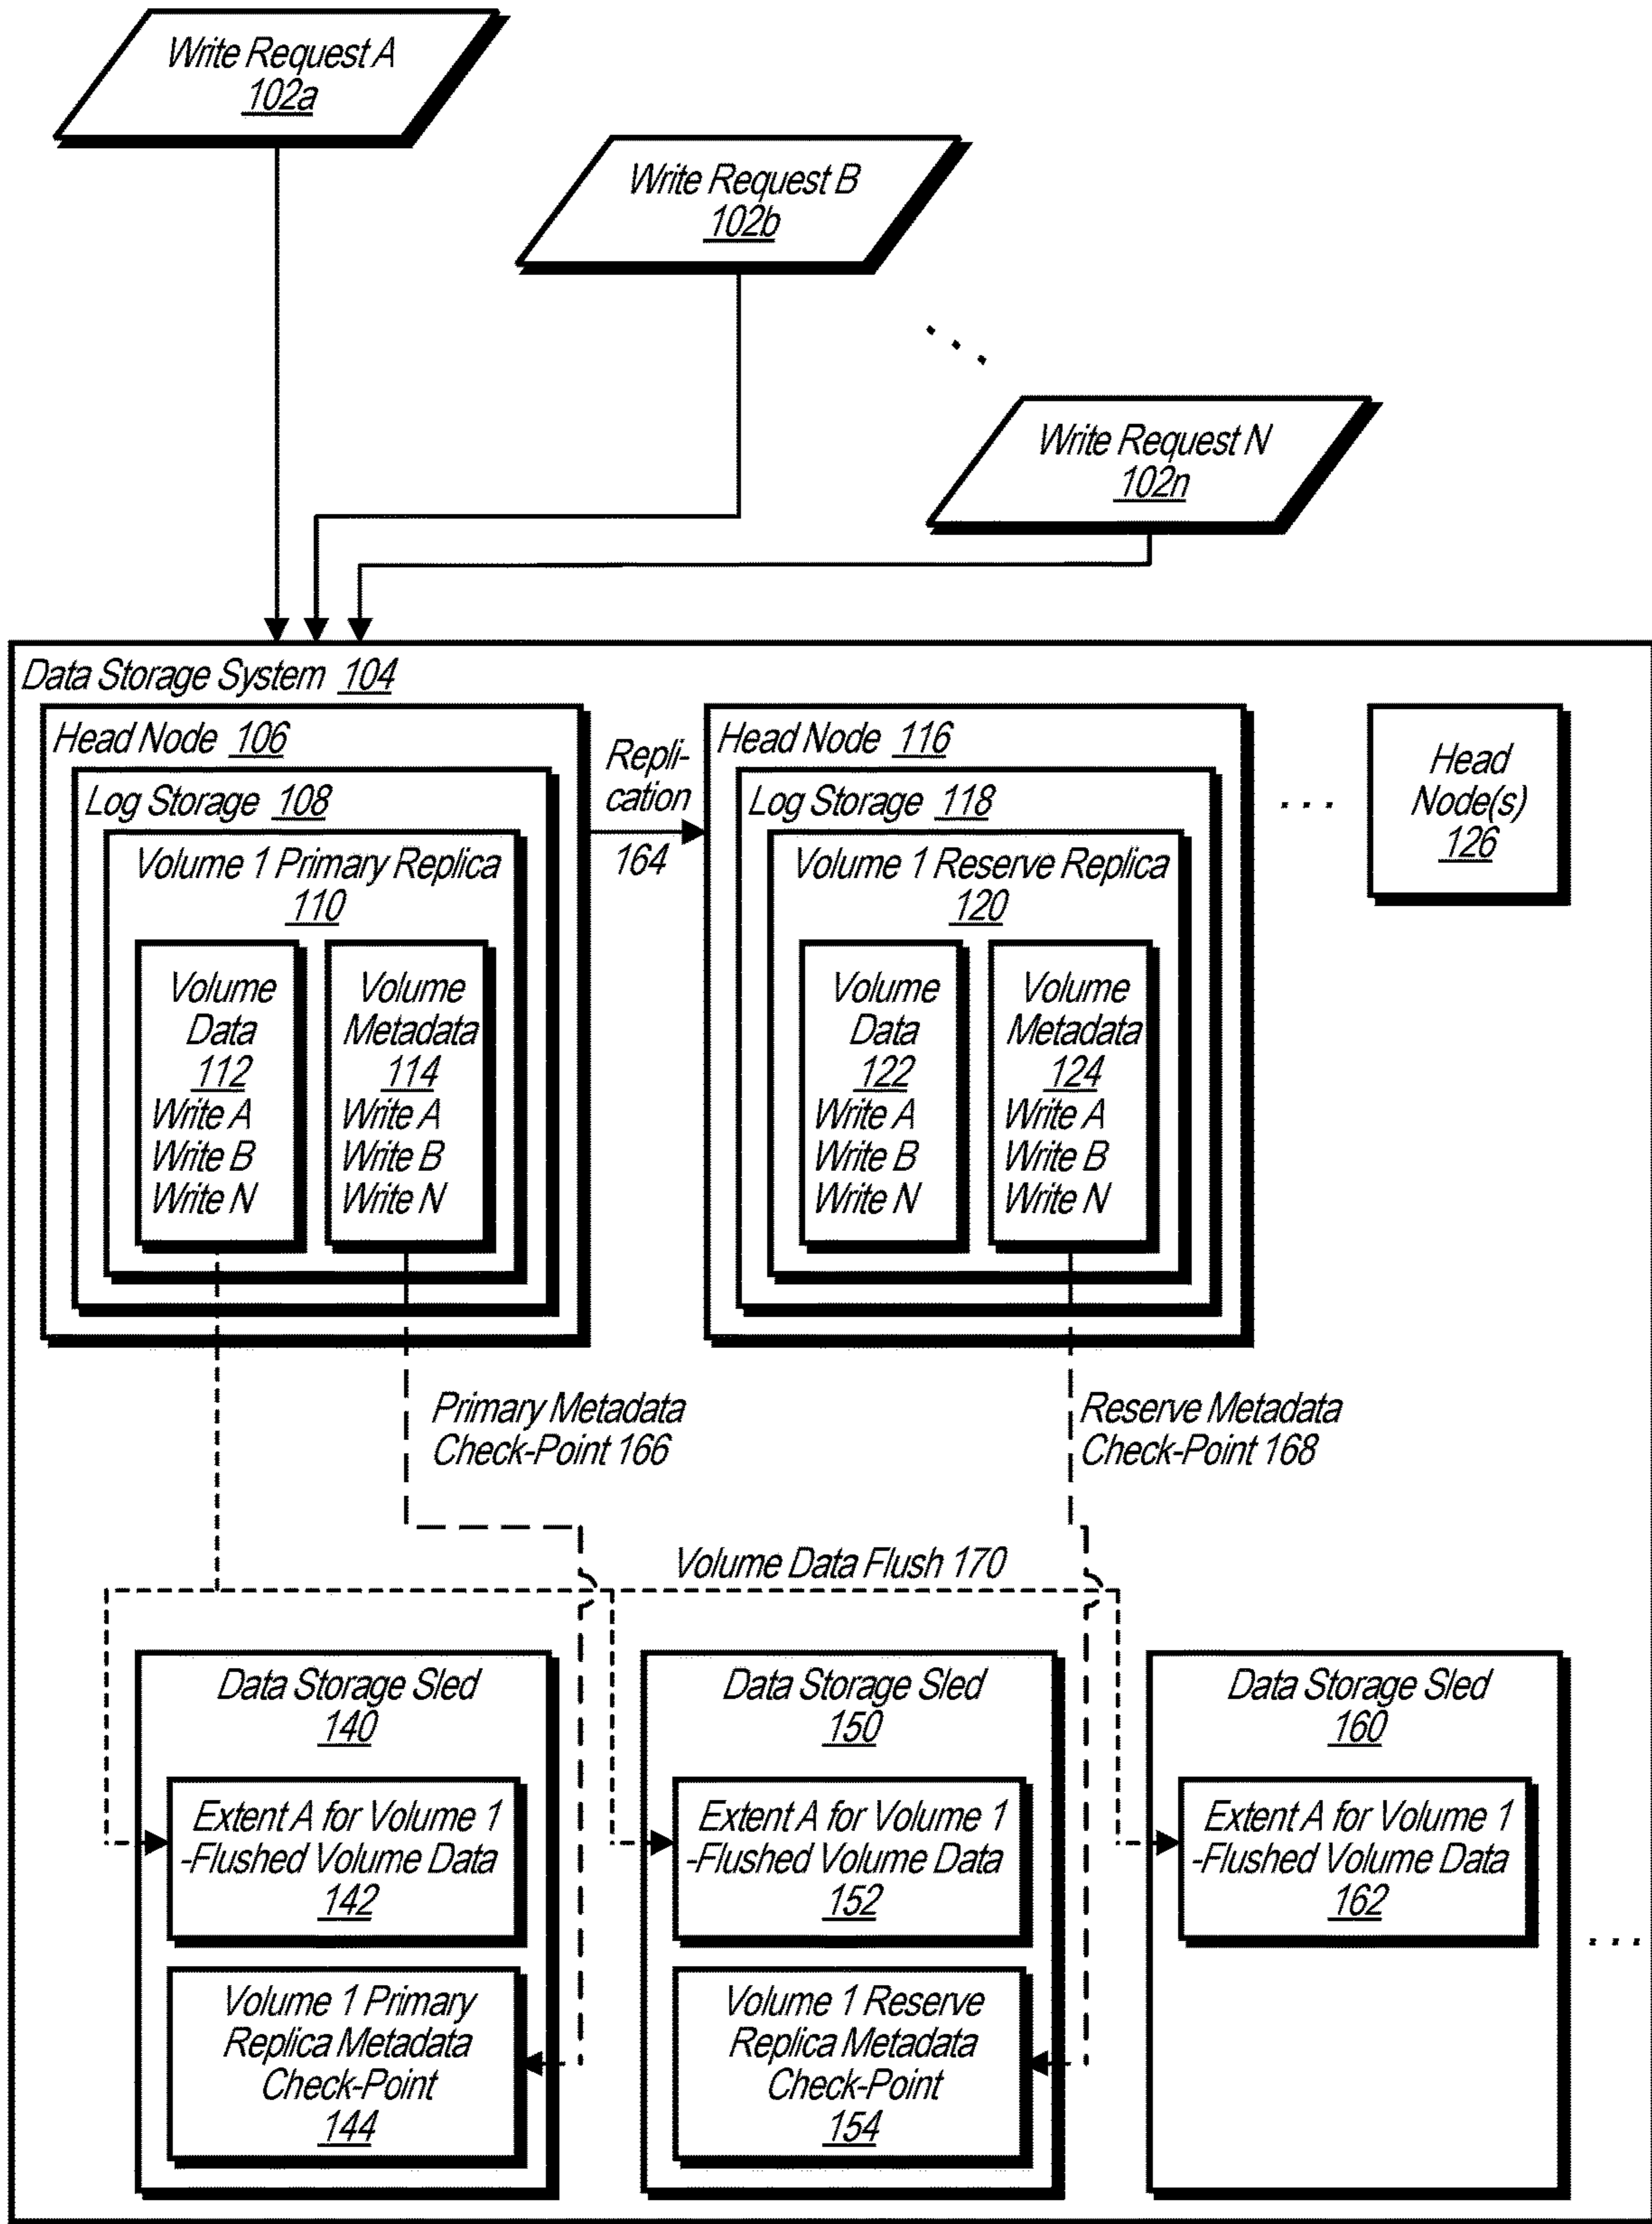 Write Request A
102a
Write Request B
102b
. . .
Write Request N
102n
Data Storage System 104
Head Node 106
Log Storage 108
Volume 1 Primary Replica
110
Volume
Data
112
Write A
Write B
Write N
Volume
Metadata
114
Write A
Write B
Write N
Repli-
cation
164
Head Node 116
Log Storage 118
Volume 1 Reserve Replica
120
Volume
Data
122
Write A
Write B
Write N
Volume
Metadata
124
Write A
Write B
Write N
. . .
Head
Node(s)
126
Primary Metadata
Check-Point 166
Reserve Metadata
Check-Point 168
Volume Data Flush 170
Data Storage Sled
140
Extent A for Volume 1
-Flushed Volume Data
142
Volume 1 Primary
Replica Metadata
Check-Point
144
Data Storage Sled
150
Extent A for Volume 1
-Flushed Volume Data
152
Volume 1 Reserve
Replica Metadata
Check-Point
154
Data Storage Sled
160
Extent A for Volume 1
-Flushed Volume Data
162
. . .